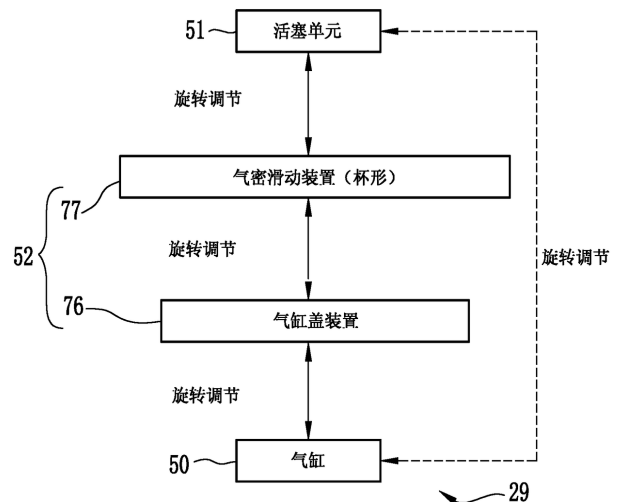 51
活塞单元
旋转调节
77
气密滑动装置（杯形）
52
旋转调节
旋转调节
76
气缸盖装置
旋转调节
50
气缸
29